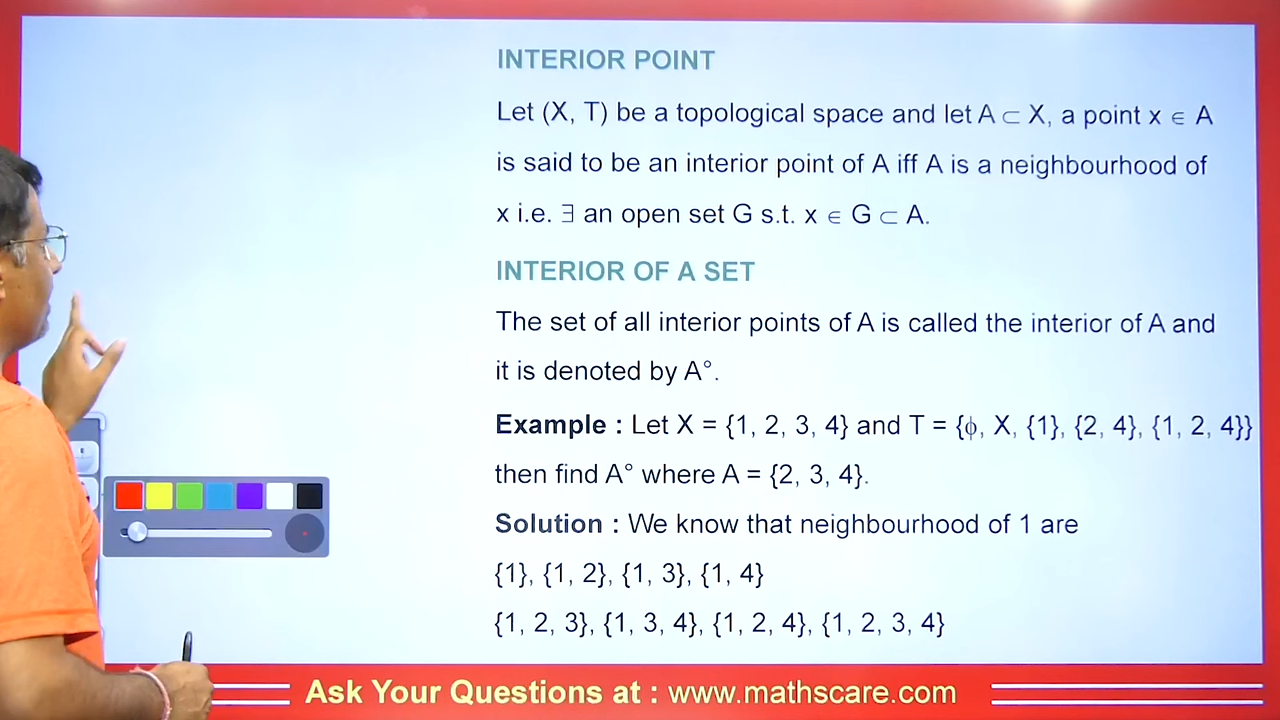 INTERIOR POINT
Let (X, T) be a topological space and let A ⊂ X, a point x ∈ A
is said to be an interior point of A iff A is a neighbourhood of
x i.e. ∃ an open set G s.t. x ∈ G ⊂ A.
INTERIOR OF A SET
The set of all interior points of A is called the interior of A and
it is denoted by A°.
Example : Let X = {1, 2, 3, 4} and T = {ϕ, X, {1}, {2, 4}, {1, 2, 4}}
then find A° where A = {2, 3, 4}.
Solution : We know that neighbourhood of 1 are
{1}, {1, 2}, {1, 3}, {1, 4}
{1, 2, 3}, {1, 3, 4}, {1, 2, 4}, {1, 2, 3, 4}
Ask Your Questions at : www.mathscare.com